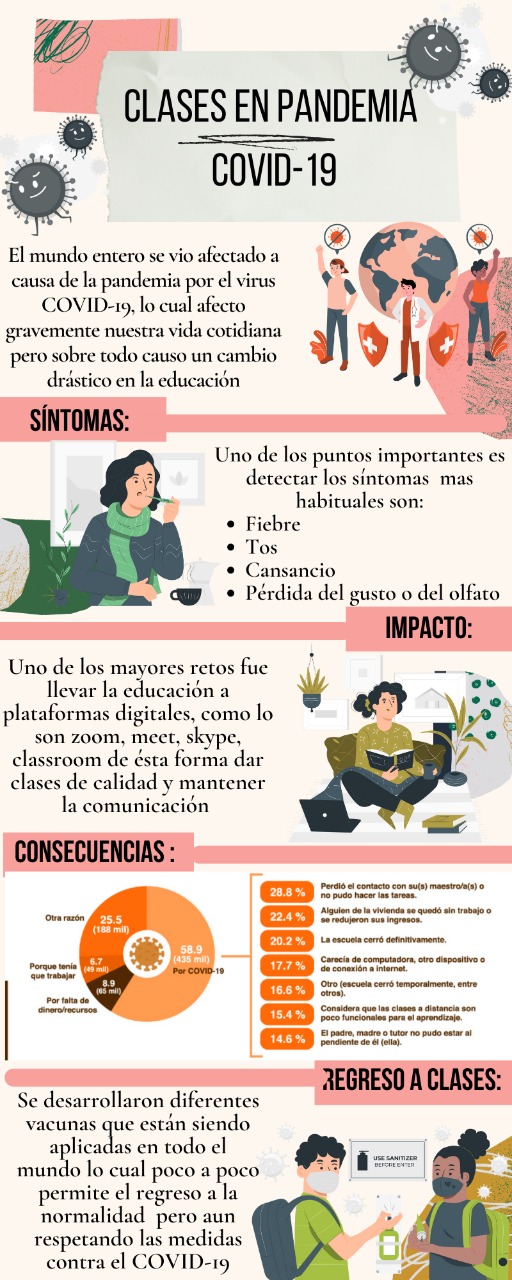 CLASES EN PANDEMIA
COVID-19
El mundo entero se vio afectado a
causa de la pandemia por el virus
COVID-19, lo cual afecto
gravemente nuestra vida cotidiana
pero sobre todo causo un cambio
drástico en la educación
SÍNTOMAS:
Uno de los puntos importantes es
detectar los síntomas mas
habituales son:
• Fiebre
• Tos
• Cansancio
• Pérdida del gusto o del olfato
IMPACTO:
Uno de los mayores retos fue
llevar la educación a
plataformas digitales, como lo
son zoom, meet, skype,
classroom de ésta forma dar
clases de calidad y mantener
la comunicación
CONSECUENCIAS :
Otra razón
25.5
(188 mil)
Porque tenía
que trabajar
6.7
(49 mil)
Por falta de
dinero/recursos
8.9
(65 mil)
58.9
(435 mil)
Por COVID-19
28.8 % Perdió el contacto con su(s) maestro/a(s) o
no pudo hacer las tareas.
22.4 % Alguien de la vivienda se quedó sin trabajo o
se redujeron sus ingresos.
20.2 % La escuela cerró definitivamente.
17.7 % Carecía de computadora, otro dispositivo o
de conexión a internet.
16.6 % Otro (escuela cerró temporalmente, entre
otros).
15.4 % Considera que las clases a distancia son
poco funcionales para el aprendizaje.
14.6 % El padre, madre o tutor no pudo estar al
pendiente de él (ella).
REGRESO A CLASES:
Se desarrollaron diferentes
vacunas que están siendo
aplicadas en todo el
mundo lo cual poco a poco
permite el regreso a la
normalidad pero aun
respetando las medidas
contra el COVID-19
USE SANITIZER
BEFORE ENTER